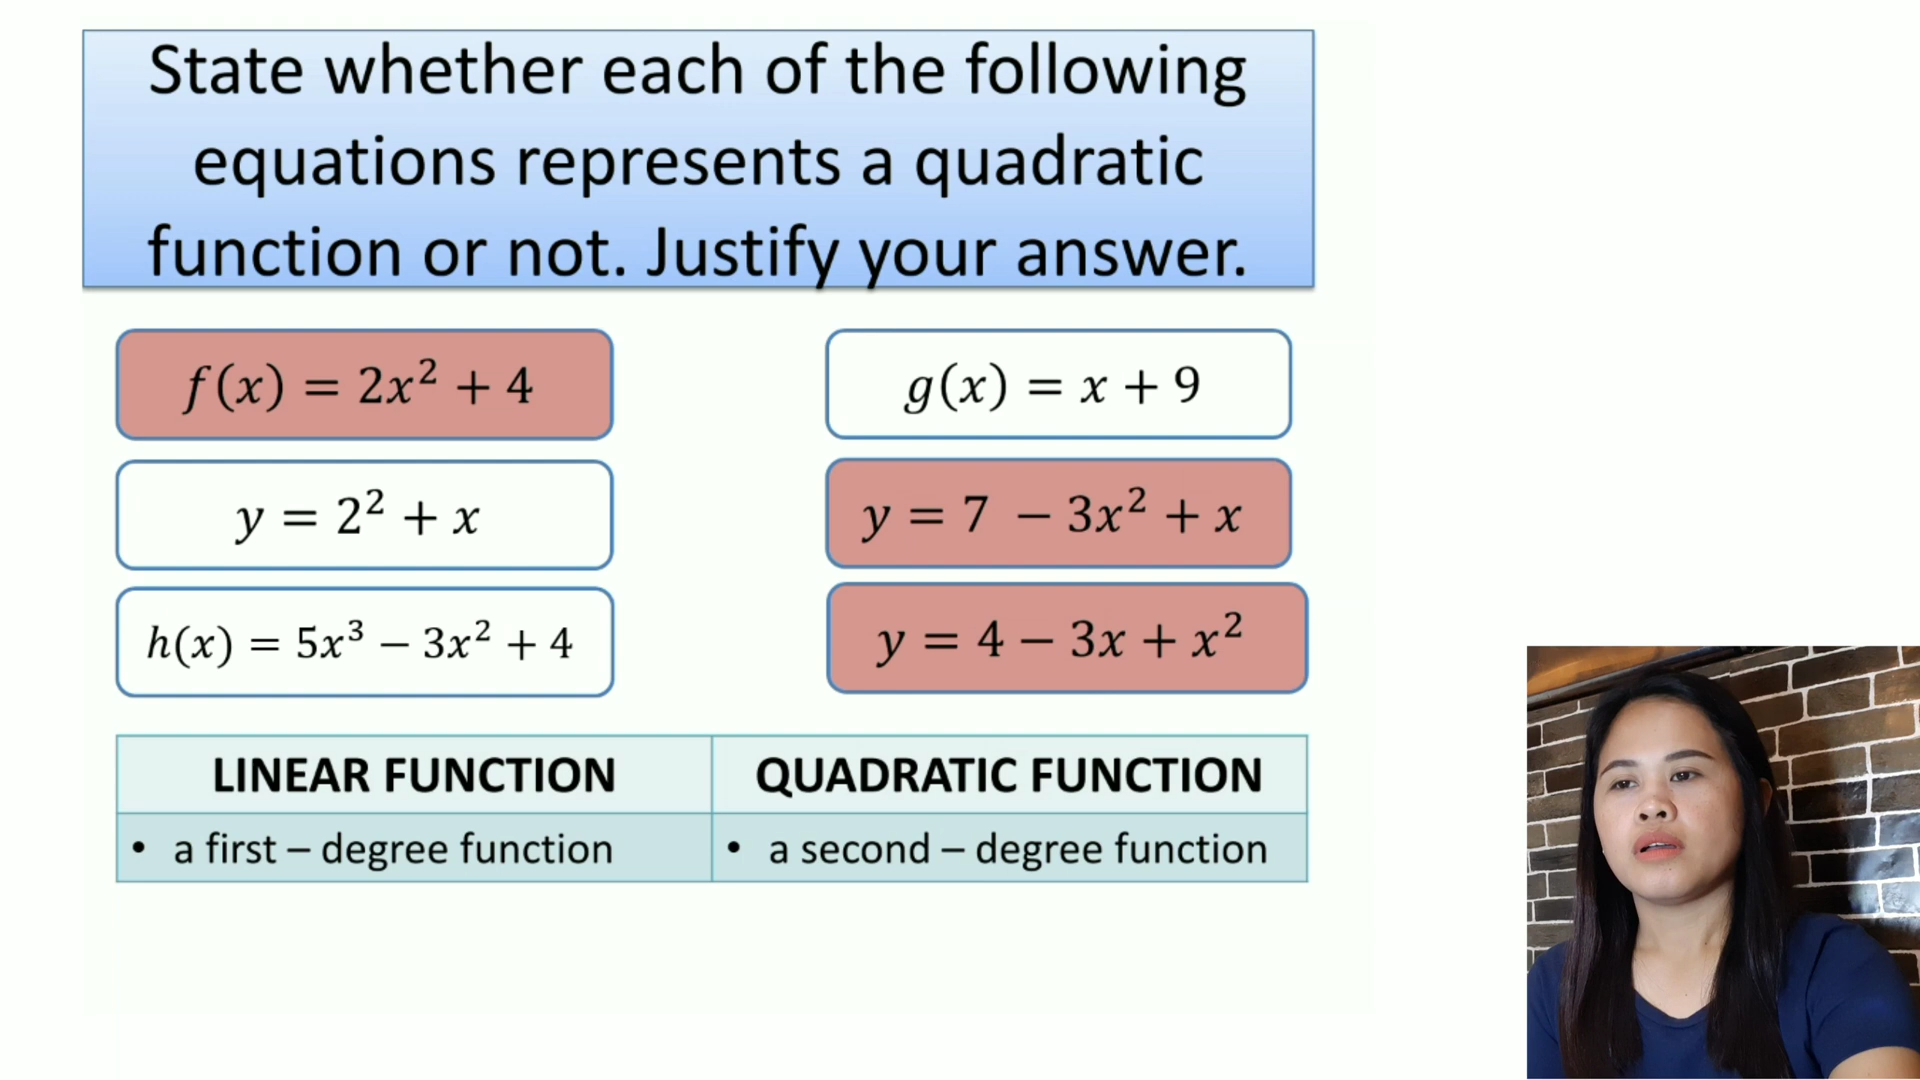 State whether each of the following
equations represents a quadratic
function or not. Justify your answer.
f(x) = 2x² + 4
g(x) = x + 9
y = 2² + x
y = 7 − 3x² + x
h(x) = 5x³ − 3x² + 4
y = 4 − 3x + x²
LINEAR FUNCTION
QUADRATIC FUNCTION
• a first – degree function
• a second – degree function